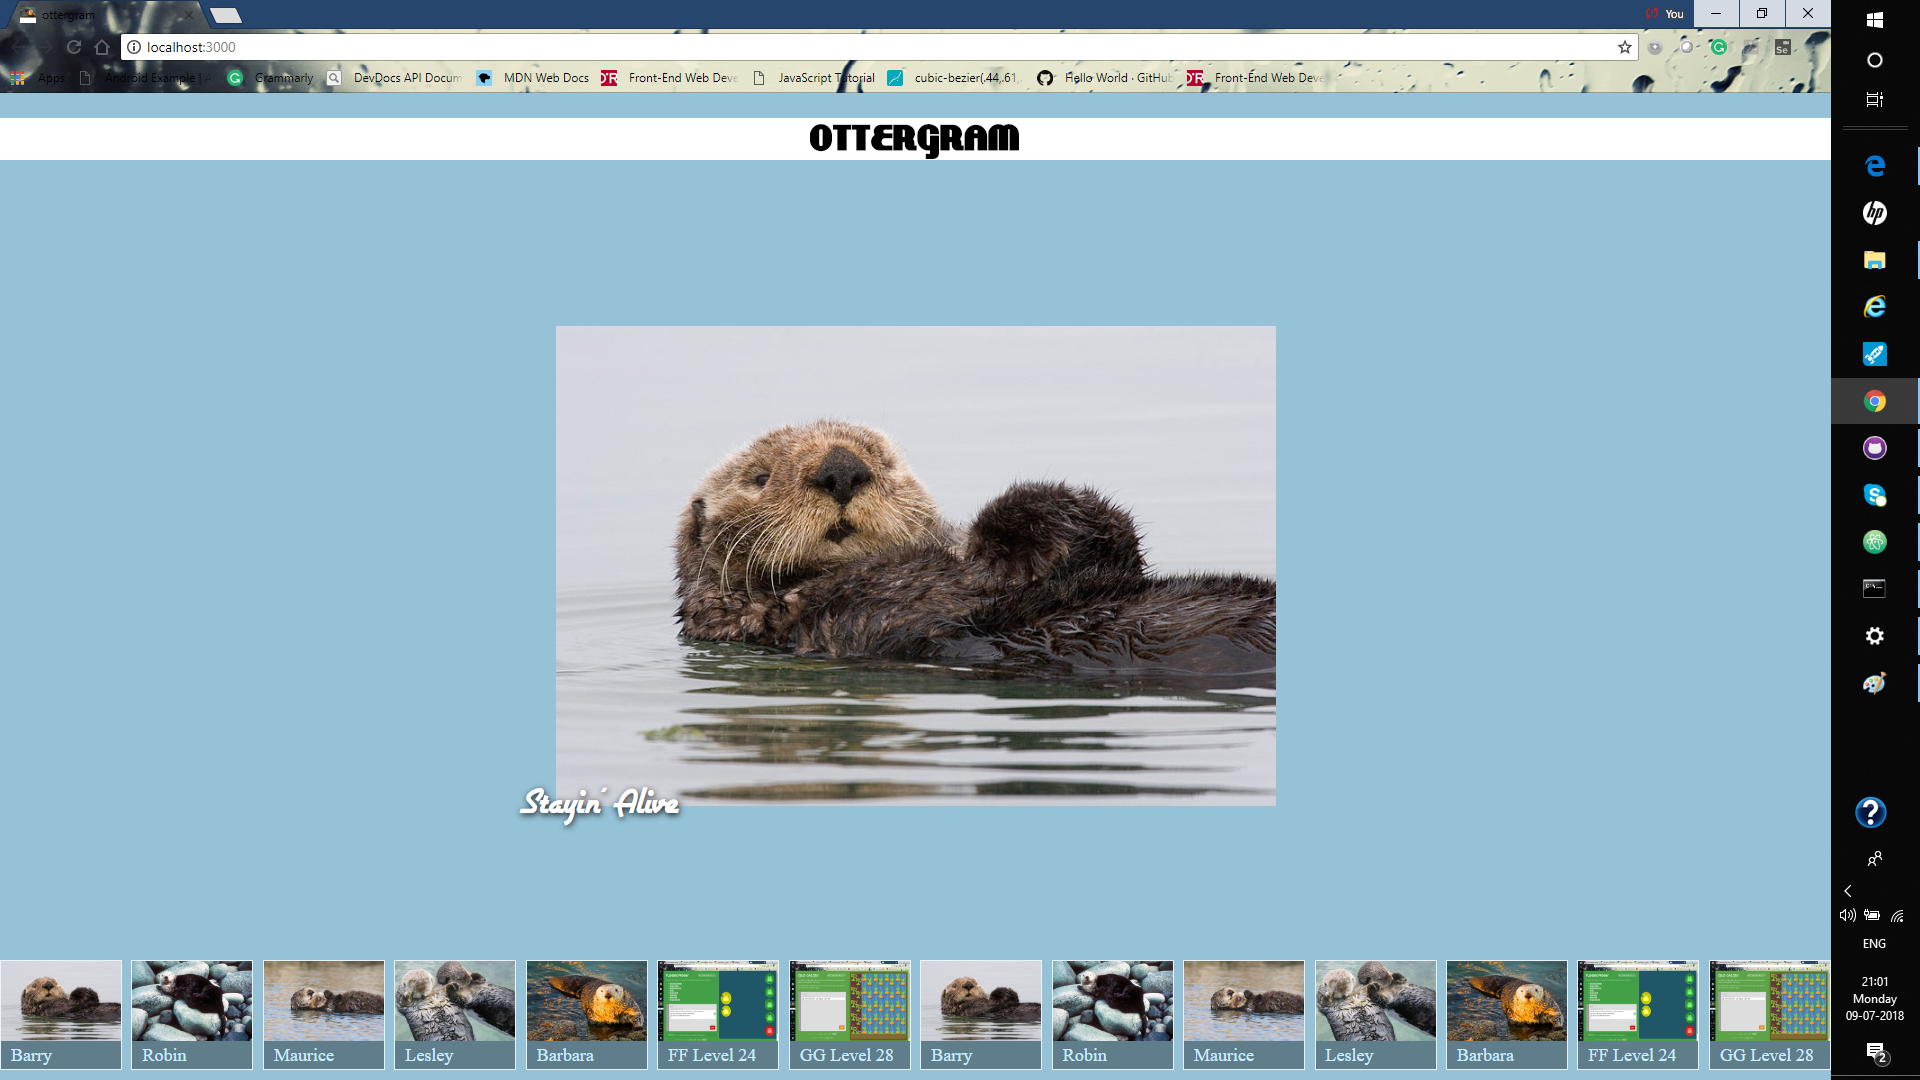 ottergram
You
localhost:3000
Apps
Android Example | A
Grammarly
DevDocs API Docum
MDN Web Docs
Front-End Web Deve
JavaScript Tutorial
cubic-bezier(.44,.61,
Hello World · GitHub
Front-End Web Deve
Se
OTTERGRAM
Stayin' Alive
Barry
Robin
Maurice
Lesley
Barbara
FF Level 24
GG Level 28
Barry
Robin
Maurice
Lesley
Barbara
FF Level 24
GG Level 28
hp
ENG
21:01
Monday
09-07-2018
2